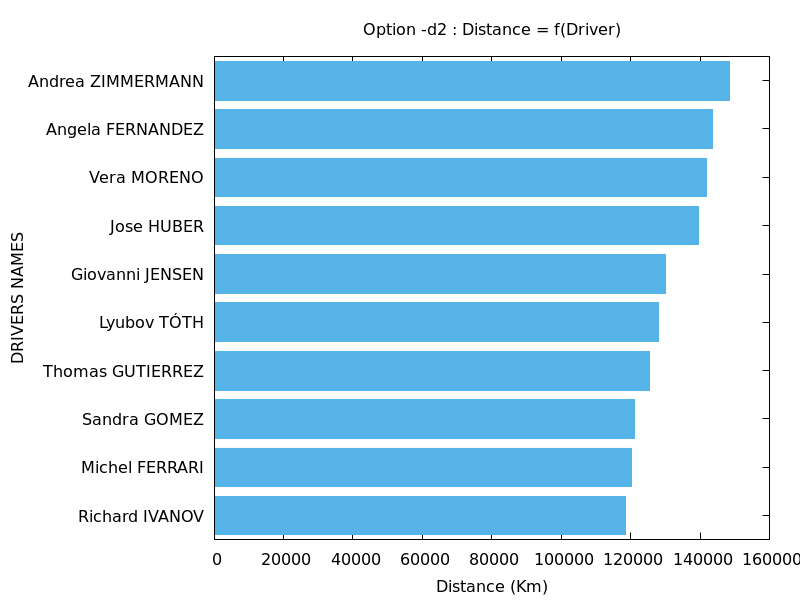 Option -d2 : Distance = f(Driver)
DRIVERS NAMES
Andrea ZIMMERMANN
Angela FERNANDEZ
Vera MORENO
Jose HUBER
Giovanni JENSEN
Lyubov TÓTH
Thomas GUTIERREZ
Sandra GOMEZ
Michel FERRARI
Richard IVANOV
0 20000 40000 60000 80000 100000 120000 140000 160000
Distance (Km)